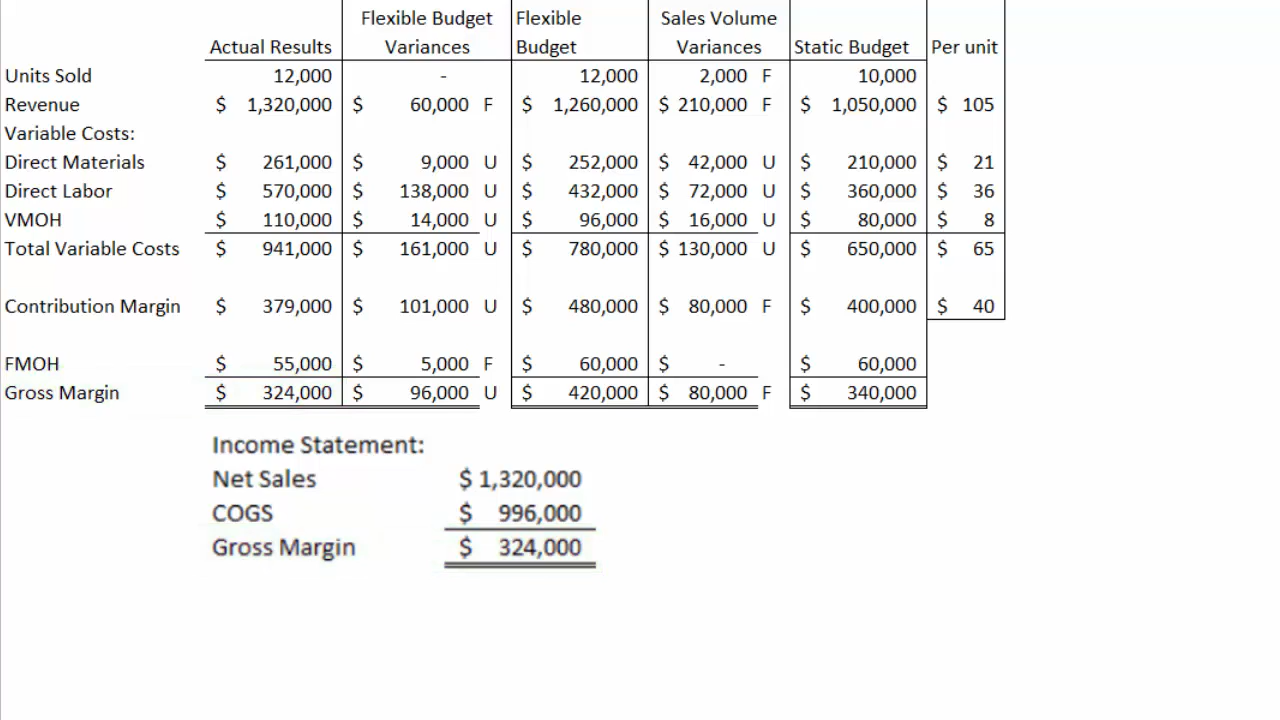 Flexible Budget Flexible Sales Volume
Actual Results Variances Budget Variances Static Budget Per unit
Units Sold 12,000 - 12,000 2,000 F 10,000
Revenue $ 1,320,000 $ 60,000 F $ 1,260,000 $ 210,000 F $ 1,050,000 $ 105
Variable Costs:
Direct Materials $ 261,000 $ 9,000 U $ 252,000 $ 42,000 U $ 210,000 $ 21
Direct Labor $ 570,000 $ 138,000 U $ 432,000 $ 72,000 U $ 360,000 $ 36
VMOH $ 110,000 $ 14,000 U $ 96,000 $ 16,000 U $ 80,000 $ 8
Total Variable Costs $ 941,000 $ 161,000 U $ 780,000 $ 130,000 U $ 650,000 $ 65
Contribution Margin $ 379,000 $ 101,000 U $ 480,000 $ 80,000 F $ 400,000 $ 40
FMOH $ 55,000 $ 5,000 F $ 60,000 $ - $ 60,000
Gross Margin $ 324,000 $ 96,000 U $ 420,000 $ 80,000 F $ 340,000
Income Statement:
Net Sales $ 1,320,000
COGS $ 996,000
Gross Margin $ 324,000